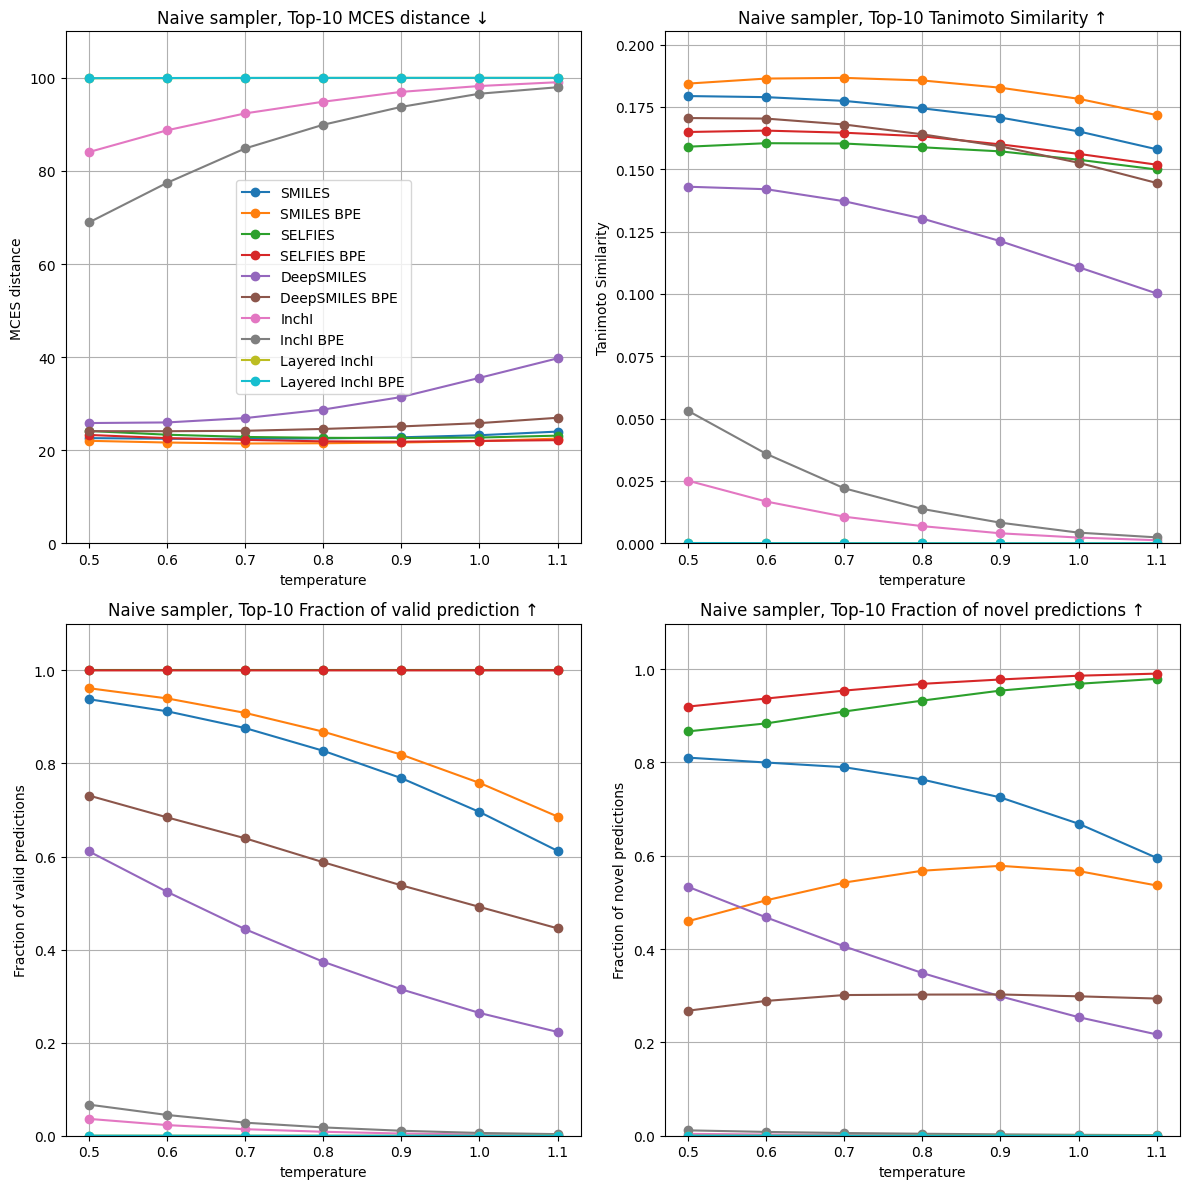 Naive sampler, Top-10 MCES distance ↓
MCES distance
100
80
60
40
20
0
SMILES
SMILES BPE
SELFIES
SELFIES BPE
DeepSMILES
DeepSMILES BPE
InchI
InchI BPE
Layered InchI
Layered InchI BPE
0.5 0.6 0.7 0.8 0.9 1.0 1.1
temperature
Naive sampler, Top-10 Tanimoto Similarity ↑
Tanimoto Similarity
0.200
0.175
0.150
0.125
0.100
0.075
0.050
0.025
0.000
0.5 0.6 0.7 0.8 0.9 1.0 1.1
temperature
Naive sampler, Top-10 Fraction of valid prediction ↑
Fraction of valid predictions
1.0
0.8
0.6
0.4
0.2
0.0
0.5 0.6 0.7 0.8 0.9 1.0 1.1
temperature
Naive sampler, Top-10 Fraction of novel predictions ↑
Fraction of novel predictions
1.0
0.8
0.6
0.4
0.2
0.0
0.5 0.6 0.7 0.8 0.9 1.0 1.1
temperature